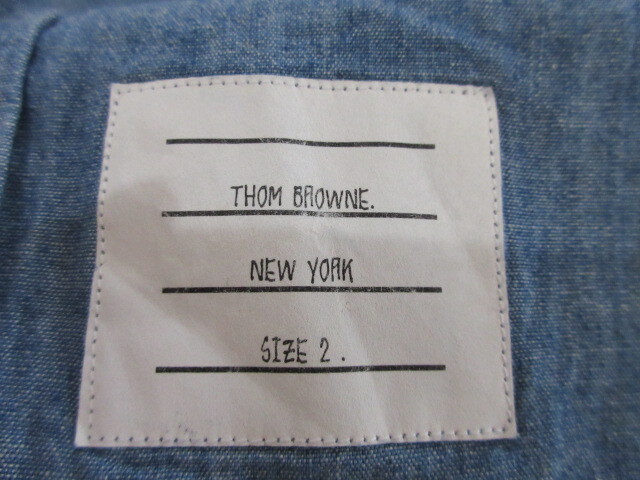 THOM BROWNE.
NEW YORK
SIZE 2 .